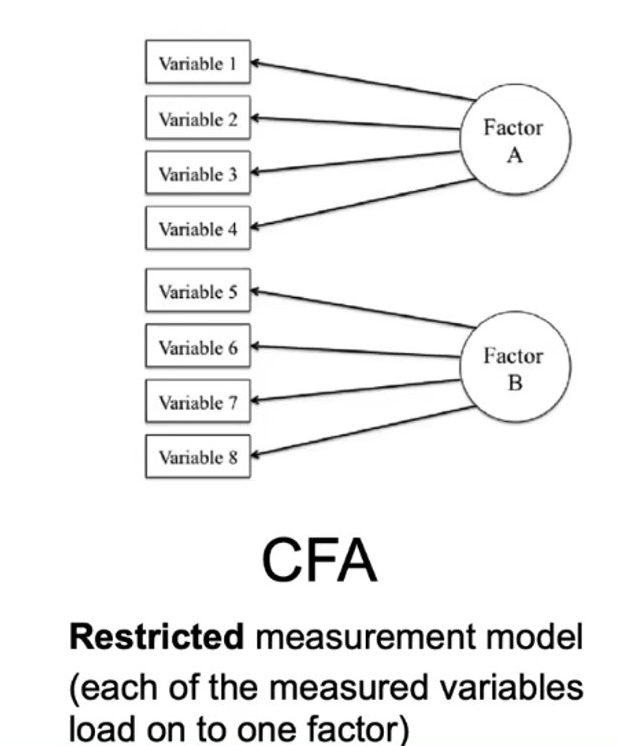 Variable 1
Variable 2
Variable 3
Variable 4
Factor
A
Variable 5
Variable 6
Variable 7
Variable 8
Factor
B
CFA
Restricted measurement model
(each of the measured variables
load on to one factor)